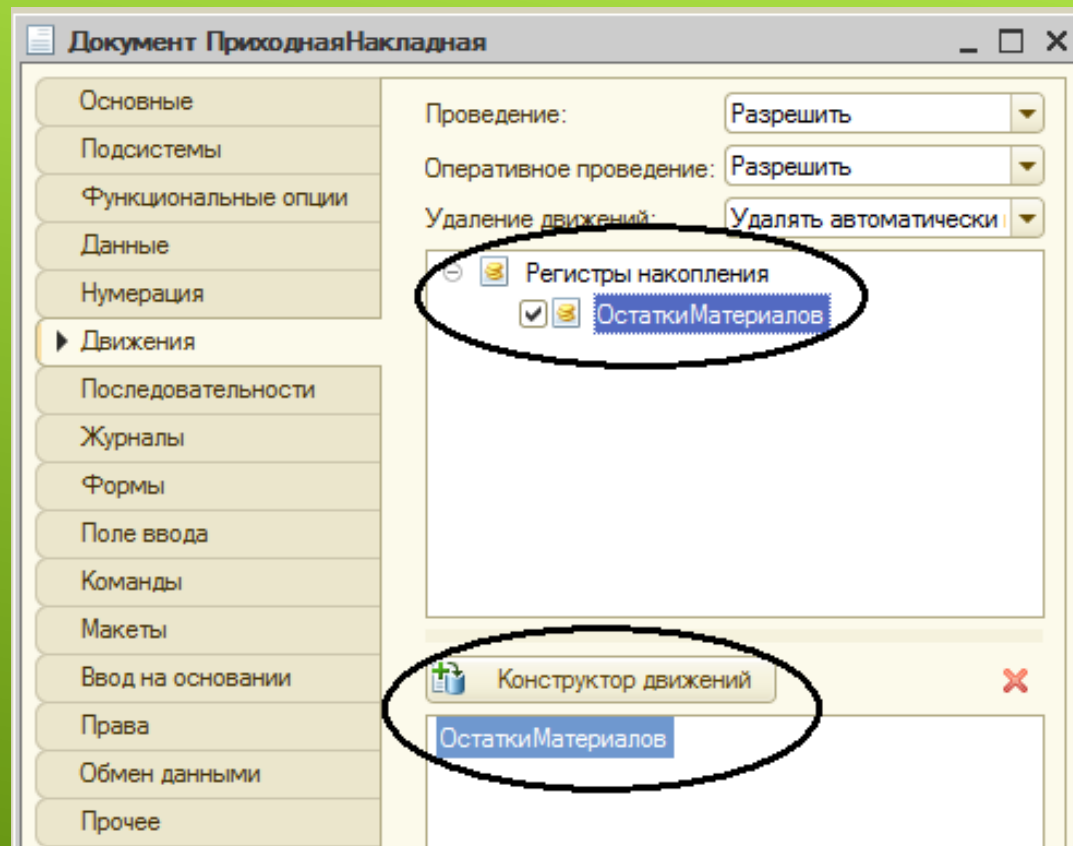 Документ ПриходнаяНакладная
Основные
Подсистемы
Функциональные опции
Данные
Нумерация
Движения
Последовательности
Журналы
Формы
Поле ввода
Команды
Макеты
Ввод на основании
Права
Обмен данными
Прочее
Проведение: Разрешить
Оперативное проведение: Разрешить
Удаление движений: Удалять автоматически
Регистры накопления
ОстаткиМатериалов
Конструктор движений
ОстаткиМатериалов